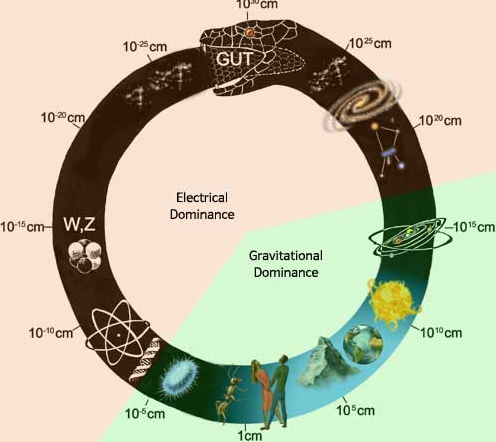 10³⁰cm
10⁻²⁵cm
10²⁵cm
GUT
10⁻²⁰cm
10²⁰cm
Electrical
Dominance
10⁻¹⁵cm
W,Z
10¹⁵cm
Gravitational
Dominance
10⁻¹⁰cm
10¹⁰cm
10⁻⁵cm
10⁵cm
1cm